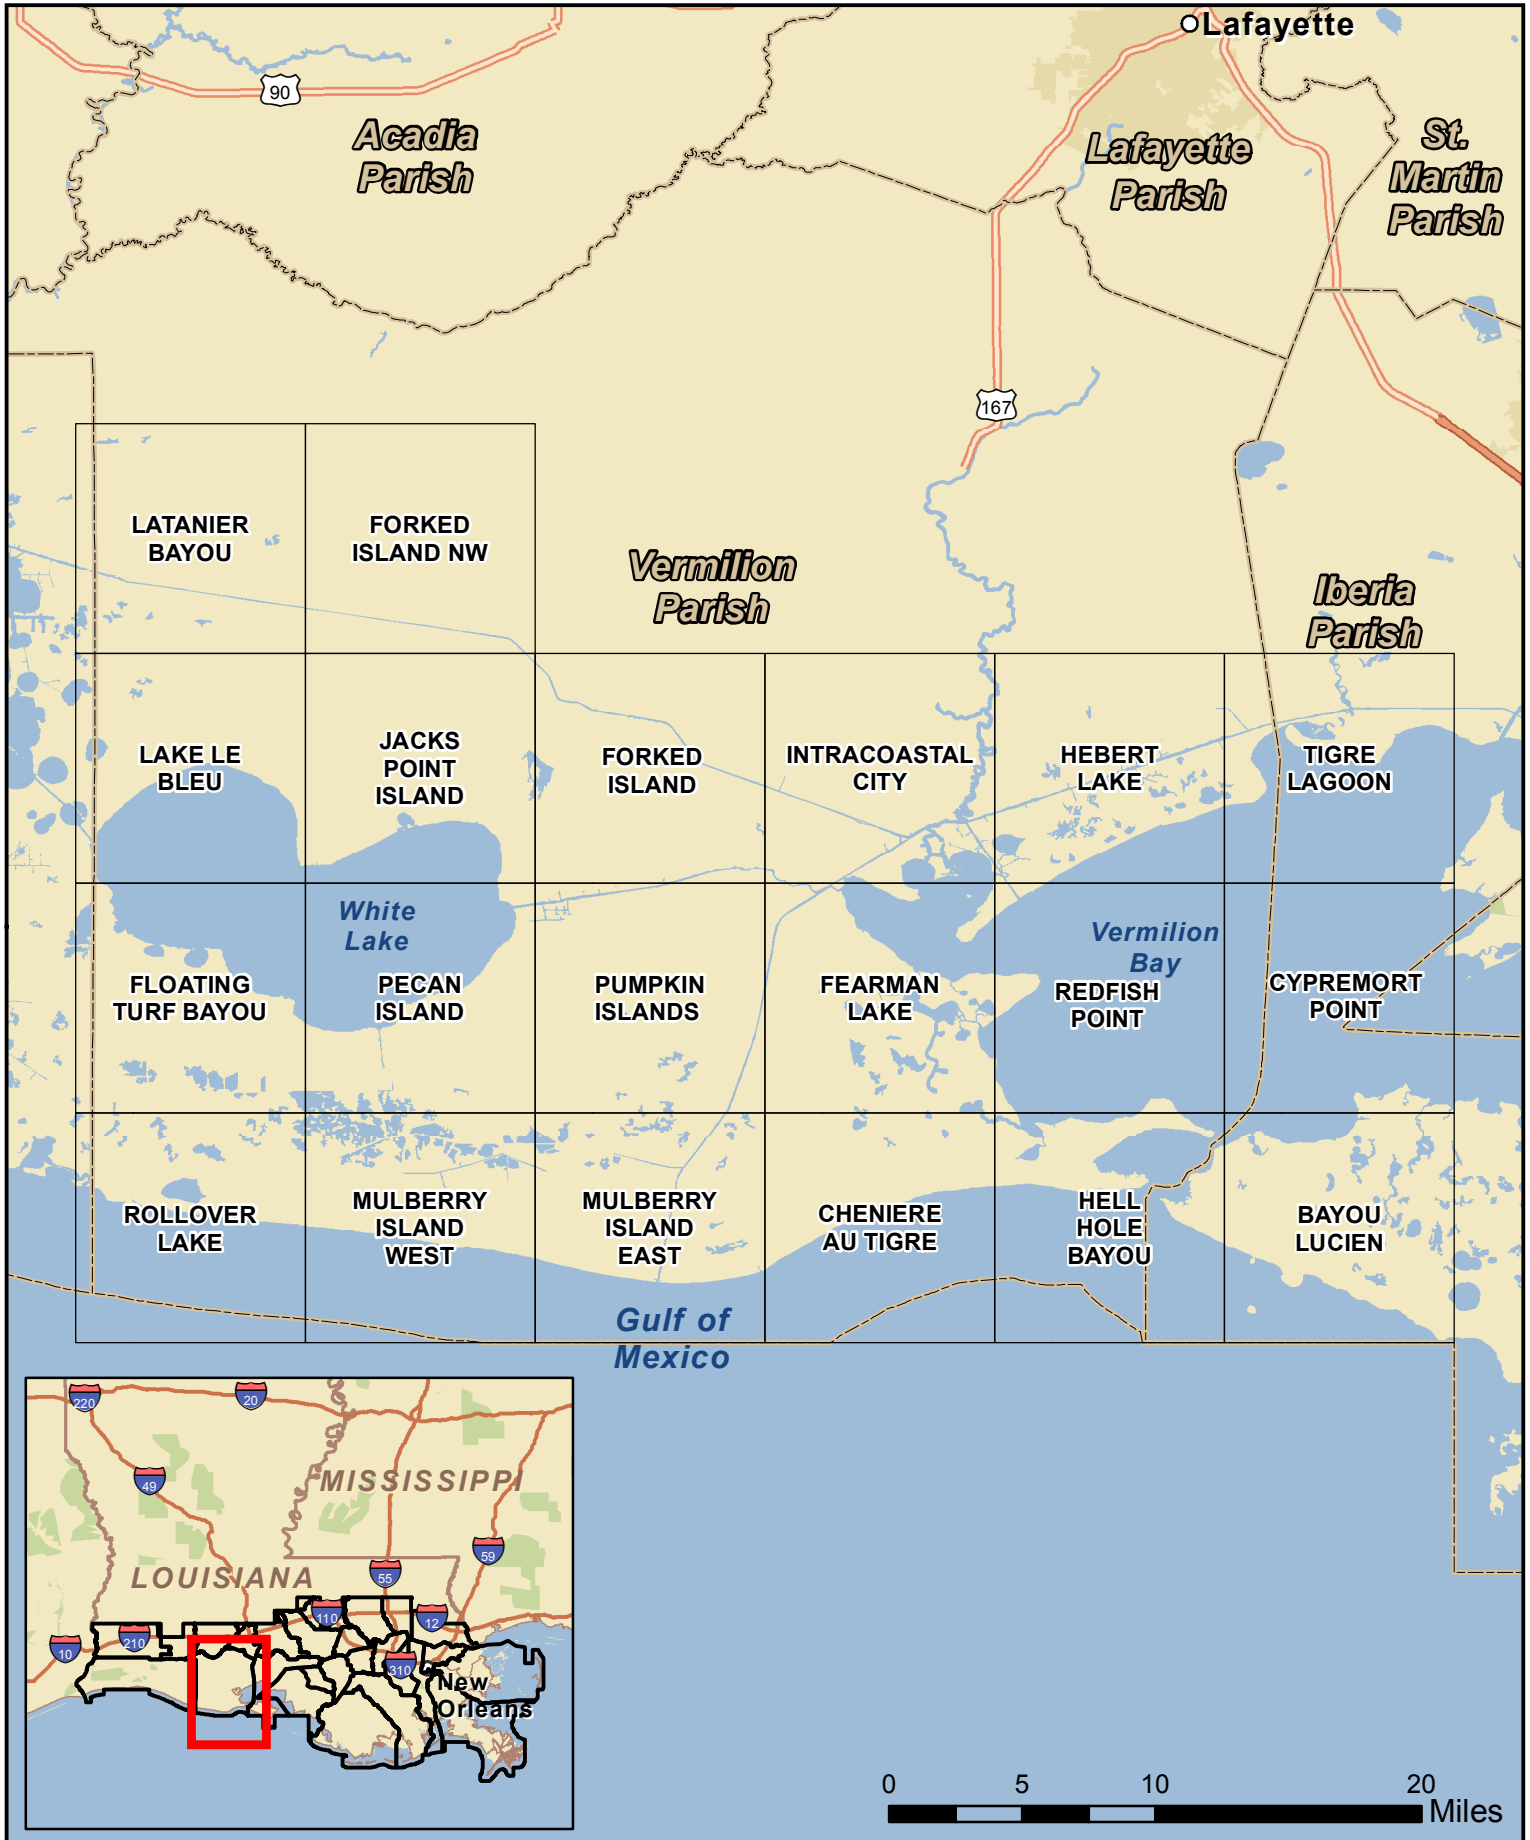 Lafayette
90
Acadia
Parish
Lafayette
Parish
St.
Martin
Parish
167
LATANIER
BAYOU
FORKED
ISLAND NW
Vermilion
Parish
Iberia
Parish
LAKE LE
BLEU
JACKS
POINT
ISLAND
FORKED
ISLAND
INTRACOASTAL
CITY
HEBERT
LAKE
TIGRE
LAGOON
White
Lake
Vermilion
Bay
FLOATING
TURF BAYOU
PECAN
ISLAND
PUMPKIN
ISLANDS
FEARMAN
LAKE
REDFISH
POINT
CYPREMORT
POINT
ROLLOVER
LAKE
MULBERRY
ISLAND
WEST
MULBERRY
ISLAND
EAST
CHENIERE
AU TIGRE
HELL
HOLE
BAYOU
BAYOU
LUCIEN
Gulf of
Mexico
220
20
49
MISSISSIPPI
59
LOUISIANA
55
110
12
210
10
310
New
Orleans
0
5
10
20
Miles